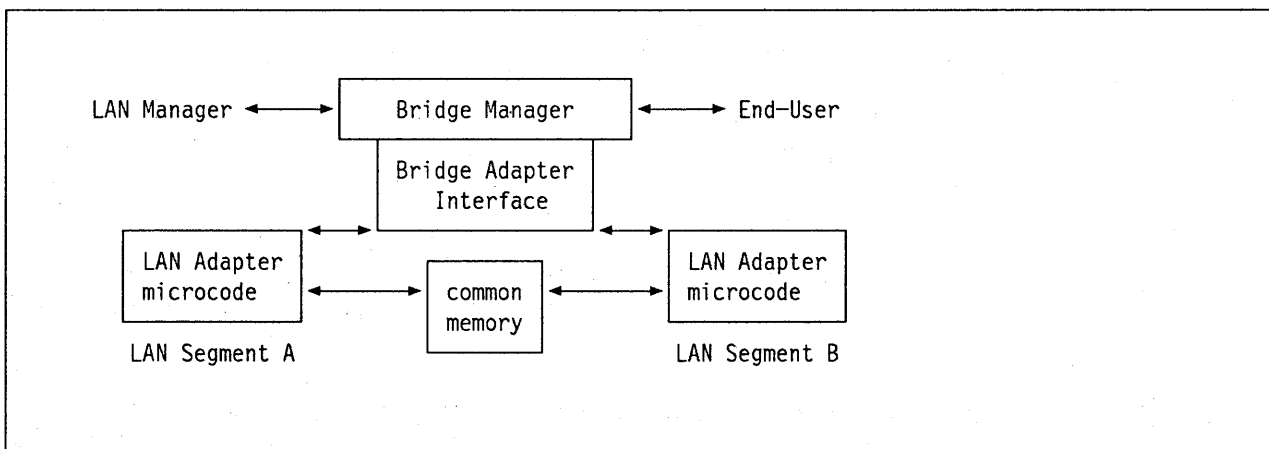 LAN Manager
Bridge Manager
End-User
Bridge Adapter
Interface
LAN Adapter
microcode
LAN Adapter
microcode
common
memory
LAN Segment A
LAN Segment B